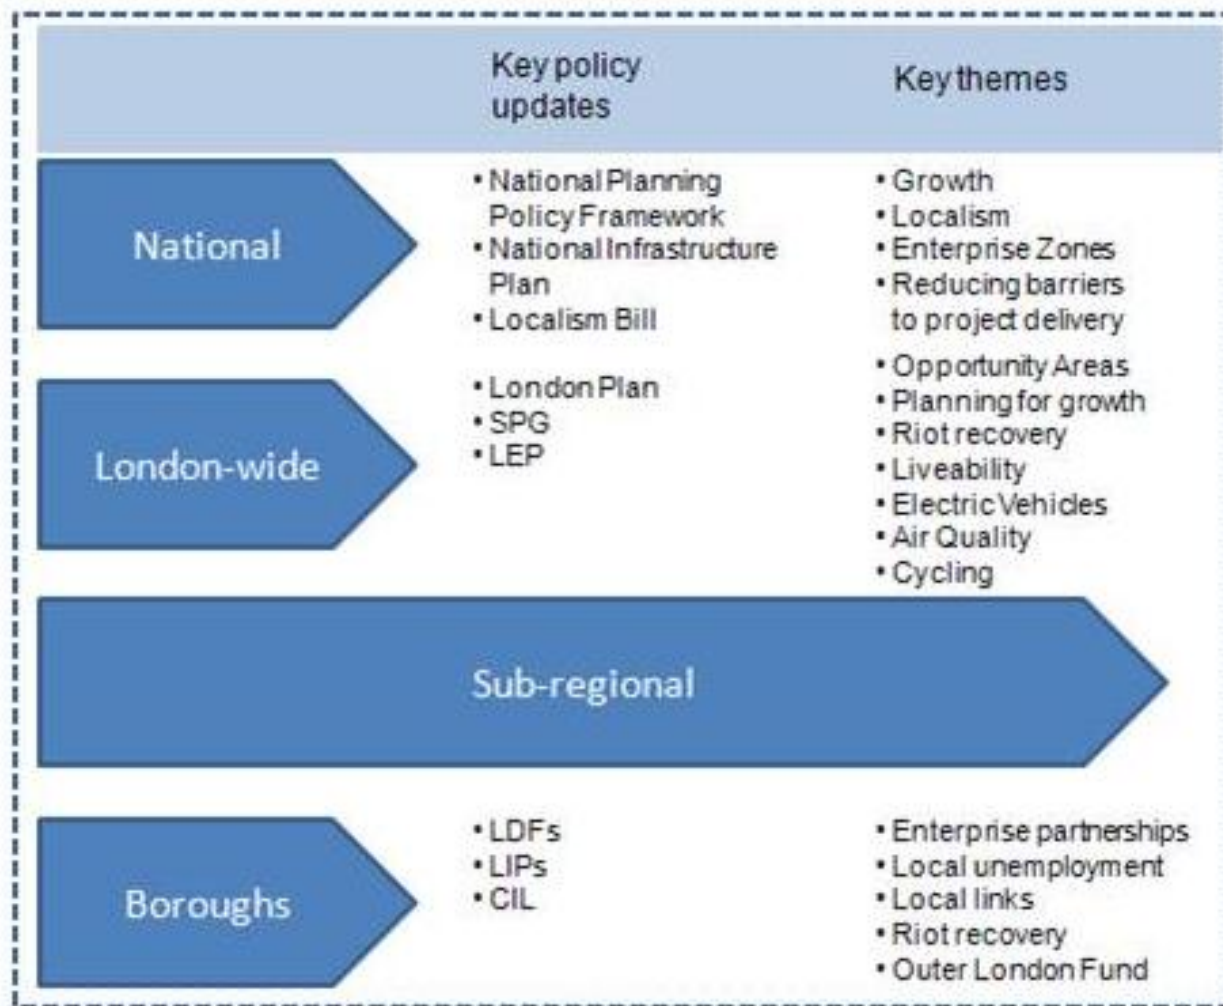 Key policy
updates
Key themes
National
• National Planning
Policy Framework
• National Infrastructure
Plan
• Localism Bill
• Growth
• Localism
• Enterprise Zones
• Reducing barriers
to project delivery
London-wide
• London Plan
• SPG
• LEP
• Opportunity Areas
• Planning for growth
• Riot recovery
• Liveability
• Electric Vehicles
• Air Quality
• Cycling
Sub-regional
Boroughs
• LDFs
• LIPs
• CIL
• Enterprise partnerships
• Local unemployment
• Local links
• Riot recovery
• Outer London Fund